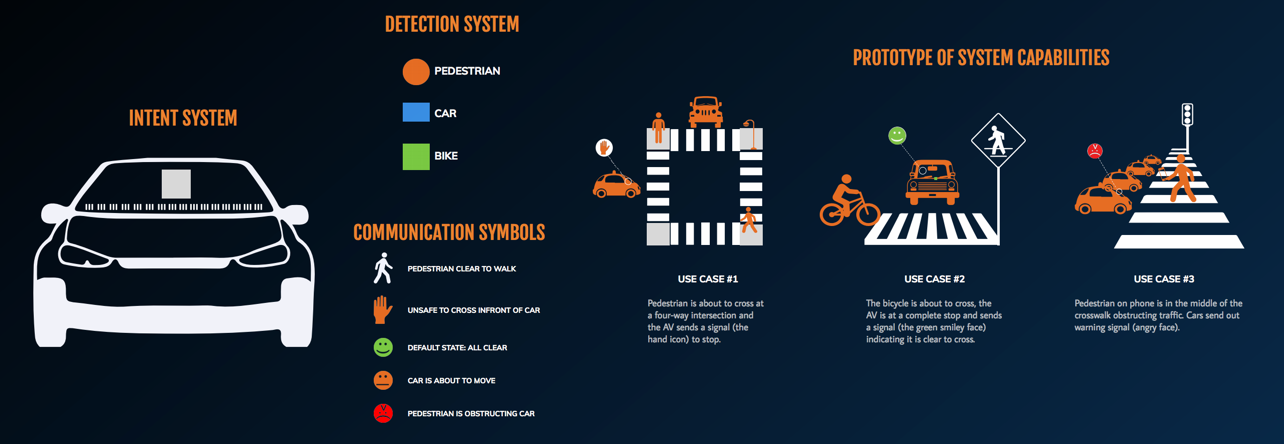 INTENT SYSTEM
DETECTION SYSTEM
PEDESTRIAN
CAR
BIKE
COMMUNICATION SYMBOLS
PEDESTRIAN CLEAR TO WALK
UNSAFE TO CROSS INFRONT OF CAR
DEFAULT STATE: ALL CLEAR
CAR IS ABOUT TO MOVE
PEDESTRIAN IS OBSTRUCTING CAR
PROTOTYPE OF SYSTEM CAPABILITIES
USE CASE #1
Pedestrian is about to cross at
a four-way intersection and
the AV sends a signal (the
hand icon) to stop.
USE CASE #2
The bicycle is about to cross, the
AV is at a complete stop and sends
a signal (the green smiley face)
indicating it is clear to cross.
USE CASE #3
Pedestrian on phone is in the middle of the
crosswalk obstructing traffic. Cars send out
warning signal (angry face).